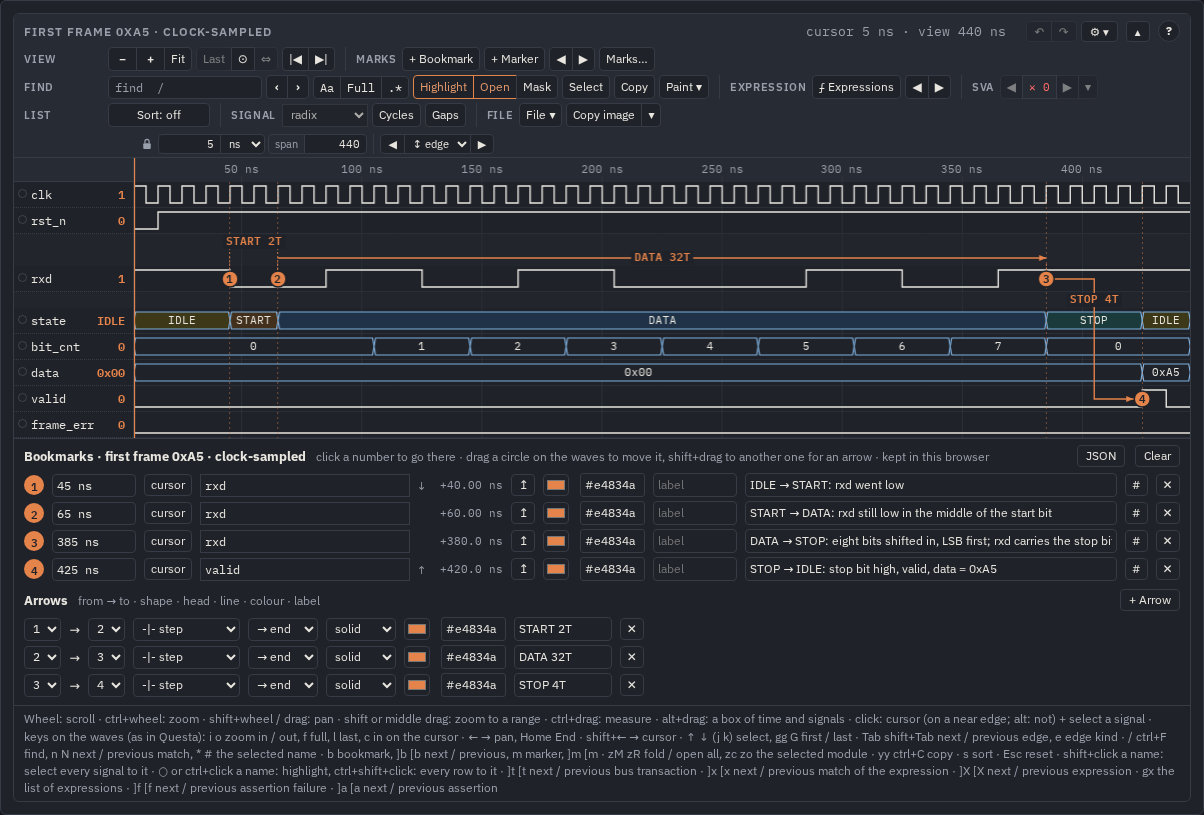 FIRST FRAME 0XA5 · CLOCK-SAMPLED cursor 5 ns · view 440 ns ↶ ↷ ⚙ ▾ ▴ ?
VIEW − + Fit Last ⊙ ⇔ |◀ ▶| MARKS + Bookmark + Marker ◀ ▶ Marks...
FIND find / ‹ › Aa Full .* Highlight Open Mask Select Copy Paint ▾ EXPRESSION ƒ Expressions ◀ ▶ SVA ◀ × 0 ▶ ▾
LIST Sort: off SIGNAL radix Cycles Gaps FILE File ▾ Copy image ▾
5 ns span 440 ◀ ↕ edge ▶
50 ns 100 ns 150 ns 200 ns 250 ns 300 ns 350 ns 400 ns
clk 1
rst_n 0
START 2T
DATA 32T
rxd 1 1 2 3
STOP 4T
state IDLE IDLE START DATA STOP IDLE
bit_cnt 0 0 1 2 3 4 5 6 7 0
data 0x00 0x00 0xA5
valid 0 4
frame_err 0
Bookmarks · first frame 0xA5 · clock-sampled click a number to go there · drag a circle on the waves to move it, shift+drag to another one for an arrow · kept in this browser JSON Clear
1 45 ns cursor rxd ↓ +40.00 ns ↥ #e4834a label IDLE → START: rxd went low # ✕
2 65 ns cursor rxd +60.00 ns ↥ #e4834a label START → DATA: rxd still low in the middle of the start bit # ✕
3 385 ns cursor rxd +380.0 ns ↥ #e4834a label DATA → STOP: eight bits shifted in, LSB first; rxd carries the stop bi # ✕
4 425 ns cursor valid ↑ +420.0 ns ↥ #e4834a label STOP → IDLE: stop bit high, valid, data = 0xA5 # ✕
Arrows from → to · shape · head · line · colour · label + Arrow
1 → 2 -|- step → end solid #e4834a START 2T ✕
2 → 3 -|- step → end solid #e4834a DATA 32T ✕
3 → 4 -|- step → end solid #e4834a STOP 4T ✕
Wheel: scroll · ctrl+wheel: zoom · shift+wheel / drag: pan · shift or middle drag: zoom to a range · ctrl+drag: measure · alt+drag: a box of time and signals · click: cursor (on a near edge; alt: not) + select a signal ·
keys on the waves (as in Questa): i o zoom in / out, f full, l last, c in on the cursor · ← → pan, Home End · shift+← → cursor · ↑ ↓ (j k) select, gg G first / last · Tab shift+Tab next / previous edge, e edge kind · / ctrl+F
find, n N next / previous match, * # the selected name · b bookmark, ]b [b next / previous, m marker, ]m [m · zM zR fold / open all, zc zo the selected module · yy ctrl+C copy · s sort · Esc reset · shift+click a name:
select every signal to it · ○ or ctrl+click a name: highlight, ctrl+shift+click: every row to it · ]t [t next / previous bus transaction · ]x [x next / previous match of the expression · ]X [X next / previous expression · gx the
list of expressions · ]f [f next / previous assertion failure · ]a [a next / previous assertion